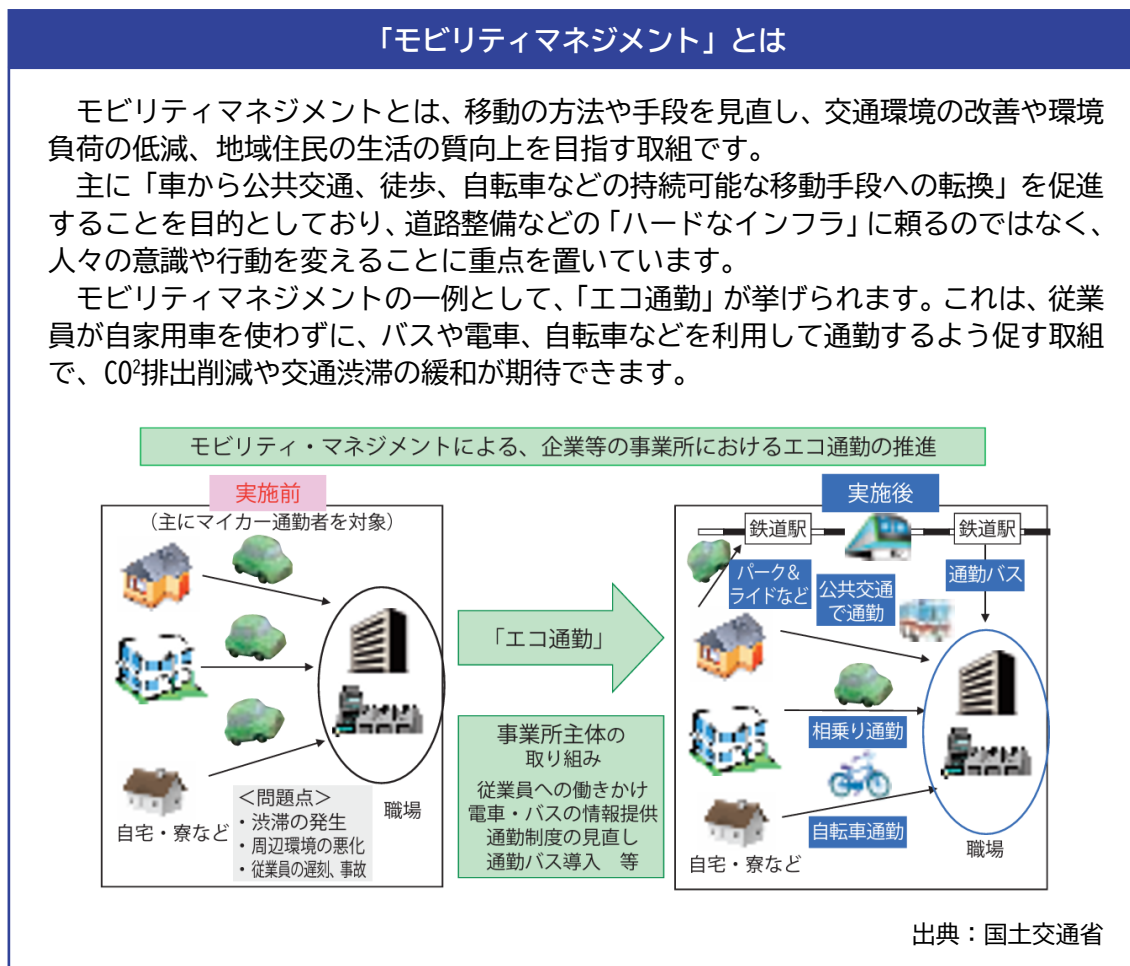 「モビリティマネジメント」とは
モビリティマネジメントとは、移動の方法や手段を見直し、交通環境の改善や環境
負荷の低減、地域住民の生活の質向上を目指す取組です。
主に「車から公共交通、徒歩、自転車などの持続可能な移動手段への転換」を促進
することを目的としており、道路整備などの「ハードなインフラ」に頼るのではなく、
人々の意識や行動を変えることに重点を置いています。
モビリティマネジメントの一例として、「エコ通勤」が挙げられます。これは、従業
員が自家用車を使わずに、バスや電車、自転車などを利用して通勤するよう促す取組
で、CO²排出削減や交通渋滞の緩和が期待できます。
モビリティ・マネジメントによる、企業等の事業所におけるエコ通勤の推進
実施前
（主にマイカー通勤者を対象）
自宅・寮など
＜問題点＞
・渋滞の発生
・周辺環境の悪化
・従業員の遅刻、事故
職場
「エコ通勤」
事業所主体の
取り組み
従業員への働きかけ
電車・バスの情報提供
通勤制度の見直し
通勤バス導入　等
実施後
鉄道駅
鉄道駅
パーク＆
ライドなど
公共交通
で通勤
通勤バス
相乗り通勤
自転車通勤
自宅・寮など
職場
出典：国土交通省